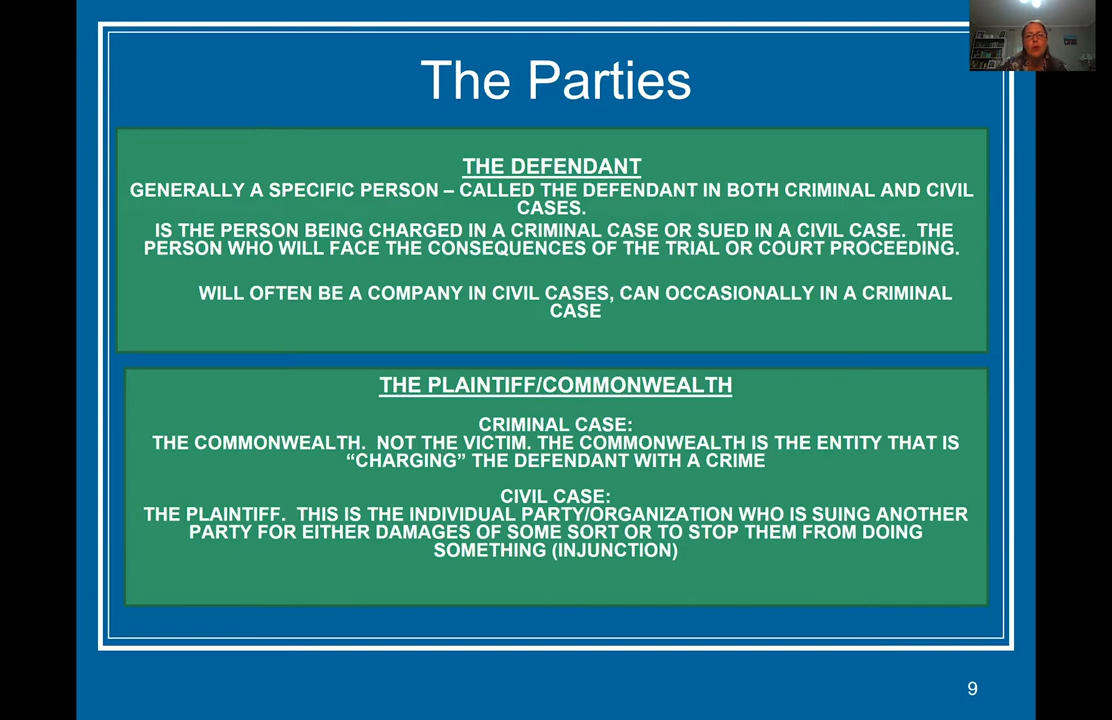 The Parties
THE DEFENDANT
GENERALLY A SPECIFIC PERSON – CALLED THE DEFENDANT IN BOTH CRIMINAL AND CIVIL
CASES.
IS THE PERSON BEING CHARGED IN A CRIMINAL CASE OR SUED IN A CIVIL CASE. THE
PERSON WHO WILL FACE THE CONSEQUENCES OF THE TRIAL OR COURT PROCEEDING.
WILL OFTEN BE A COMPANY IN CIVIL CASES, CAN OCCASIONALLY IN A CRIMINAL
CASE
THE PLAINTIFF/COMMONWEALTH
CRIMINAL CASE:
THE COMMONWEALTH. NOT THE VICTIM. THE COMMONWEALTH IS THE ENTITY THAT IS
“CHARGING” THE DEFENDANT WITH A CRIME
CIVIL CASE:
THE PLAINTIFF. THIS IS THE INDIVIDUAL PARTY/ORGANIZATION WHO IS SUING ANOTHER
PARTY FOR EITHER DAMAGES OF SOME SORT OR TO STOP THEM FROM DOING
SOMETHING (INJUNCTION)
9